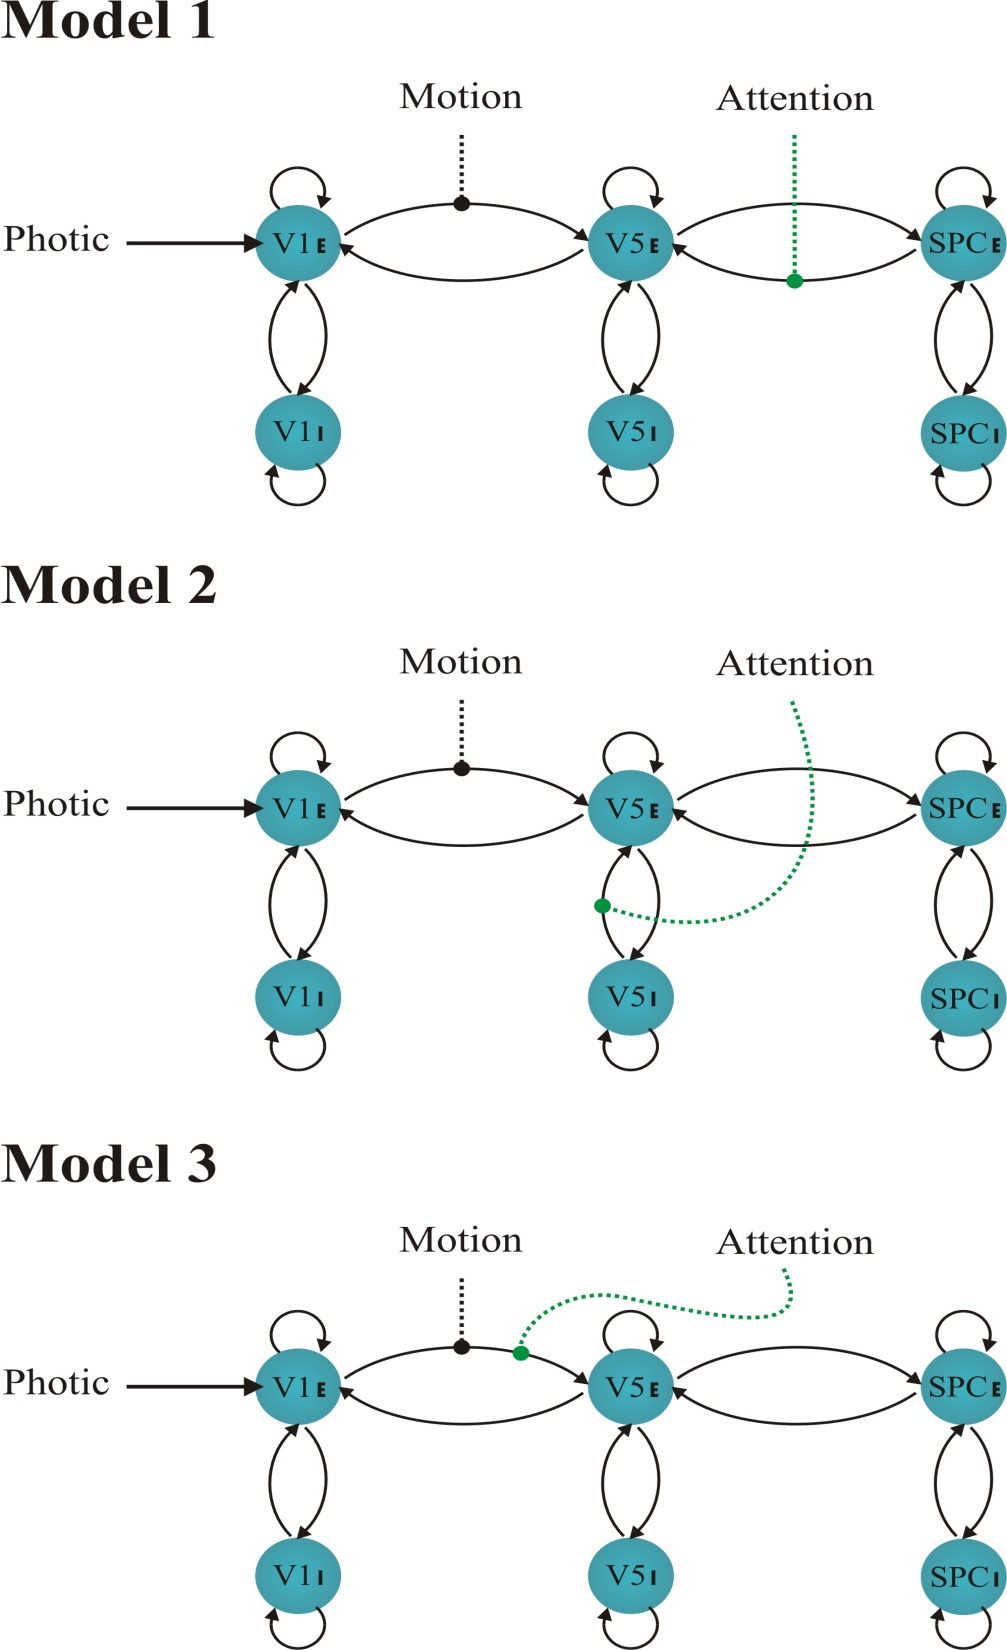 Model 1
Motion Attention
Photic V1E V5E SPCE
V1I V5I SPCI
Model 2
Motion Attention
Photic V1E V5E SPCE
V1I V5I SPCI
Model 3
Motion Attention
Photic V1E V5E SPCE
V1I V5I SPCI